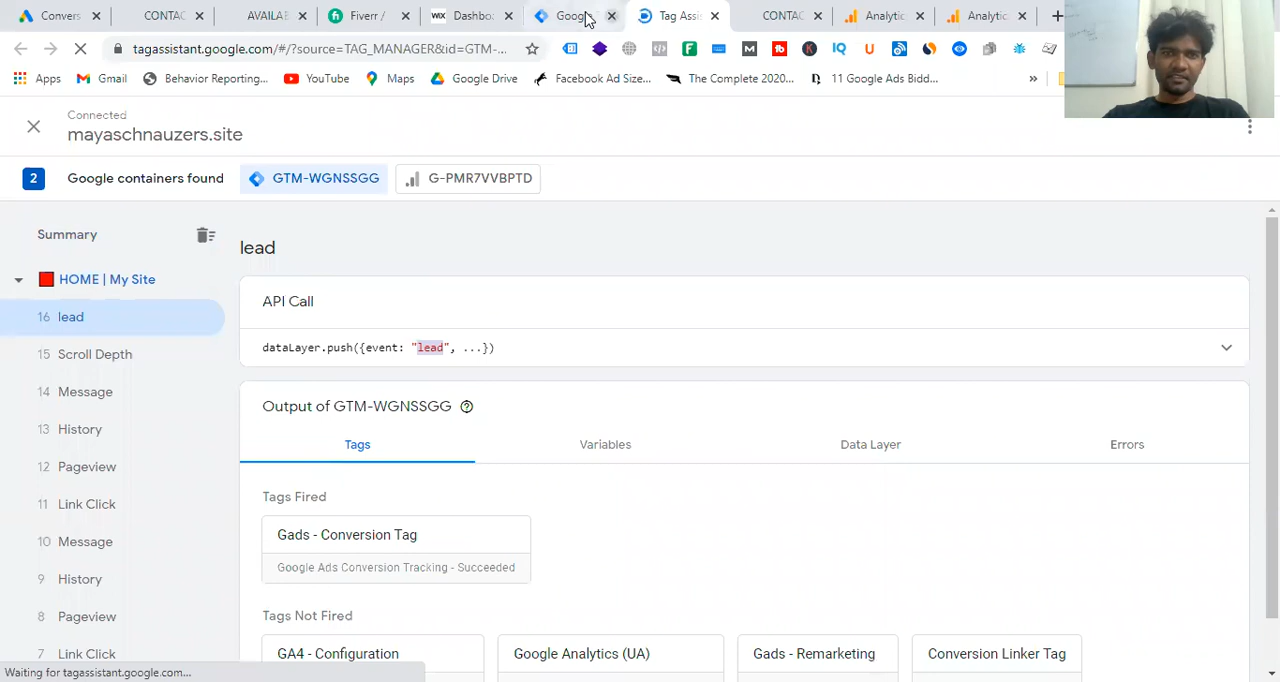 Convers
CONTAC
AVAILAB
Fiverr /
WIX Dashbo
Goog
Tag Assi
CONTAC
Analytic
Analytic
tagassistant.google.com/#/?source=TAG_MANAGER&id=GTM-...
Apps
Gmail
Behavior Reporting...
YouTube
Maps
Google Drive
Facebook Ad Size...
The Complete 2020...
11 Google Ads Bidd...
»
Connected
mayaschnauzers.site
2 Google containers found GTM-WGNSSGG G-PMR7VVBPTD
Summary
HOME | My Site
16 lead
15 Scroll Depth
14 Message
13 History
12 Pageview
11 Link Click
10 Message
9 History
8 Pageview
7 Link Click
lead
API Call
dataLayer.push({event: "lead", ...})
Output of GTM-WGNSSGG
Tags Variables Data Layer Errors
Tags Fired
Gads - Conversion Tag
Google Ads Conversion Tracking - Succeeded
Tags Not Fired
GA4 - Configuration
Google Analytics (UA)
Gads - Remarketing
Conversion Linker Tag
Waiting for tagassistant.google.com...